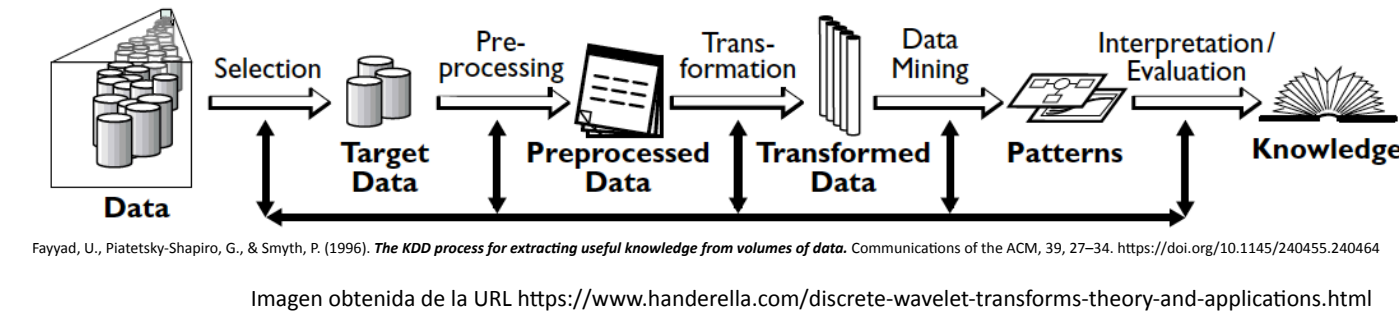 Selection
Pre-
processing
Trans-
formation
Data
Mining
Interpretation/
Evaluation
Data
Target
Data
Preprocessed
Data
Transformed
Data
Patterns
Knowledge
Fayyad, U., Piatetsky-Shapiro, G., & Smyth, P. (1996). The KDD process for extracting useful knowledge from volumes of data. Communications of the ACM, 39, 27–34. https://doi.org/10.1145/240455.240464
Imagen obtenida de la URL https://www.handerella.com/discrete-wavelet-transforms-theory-and-applications.html